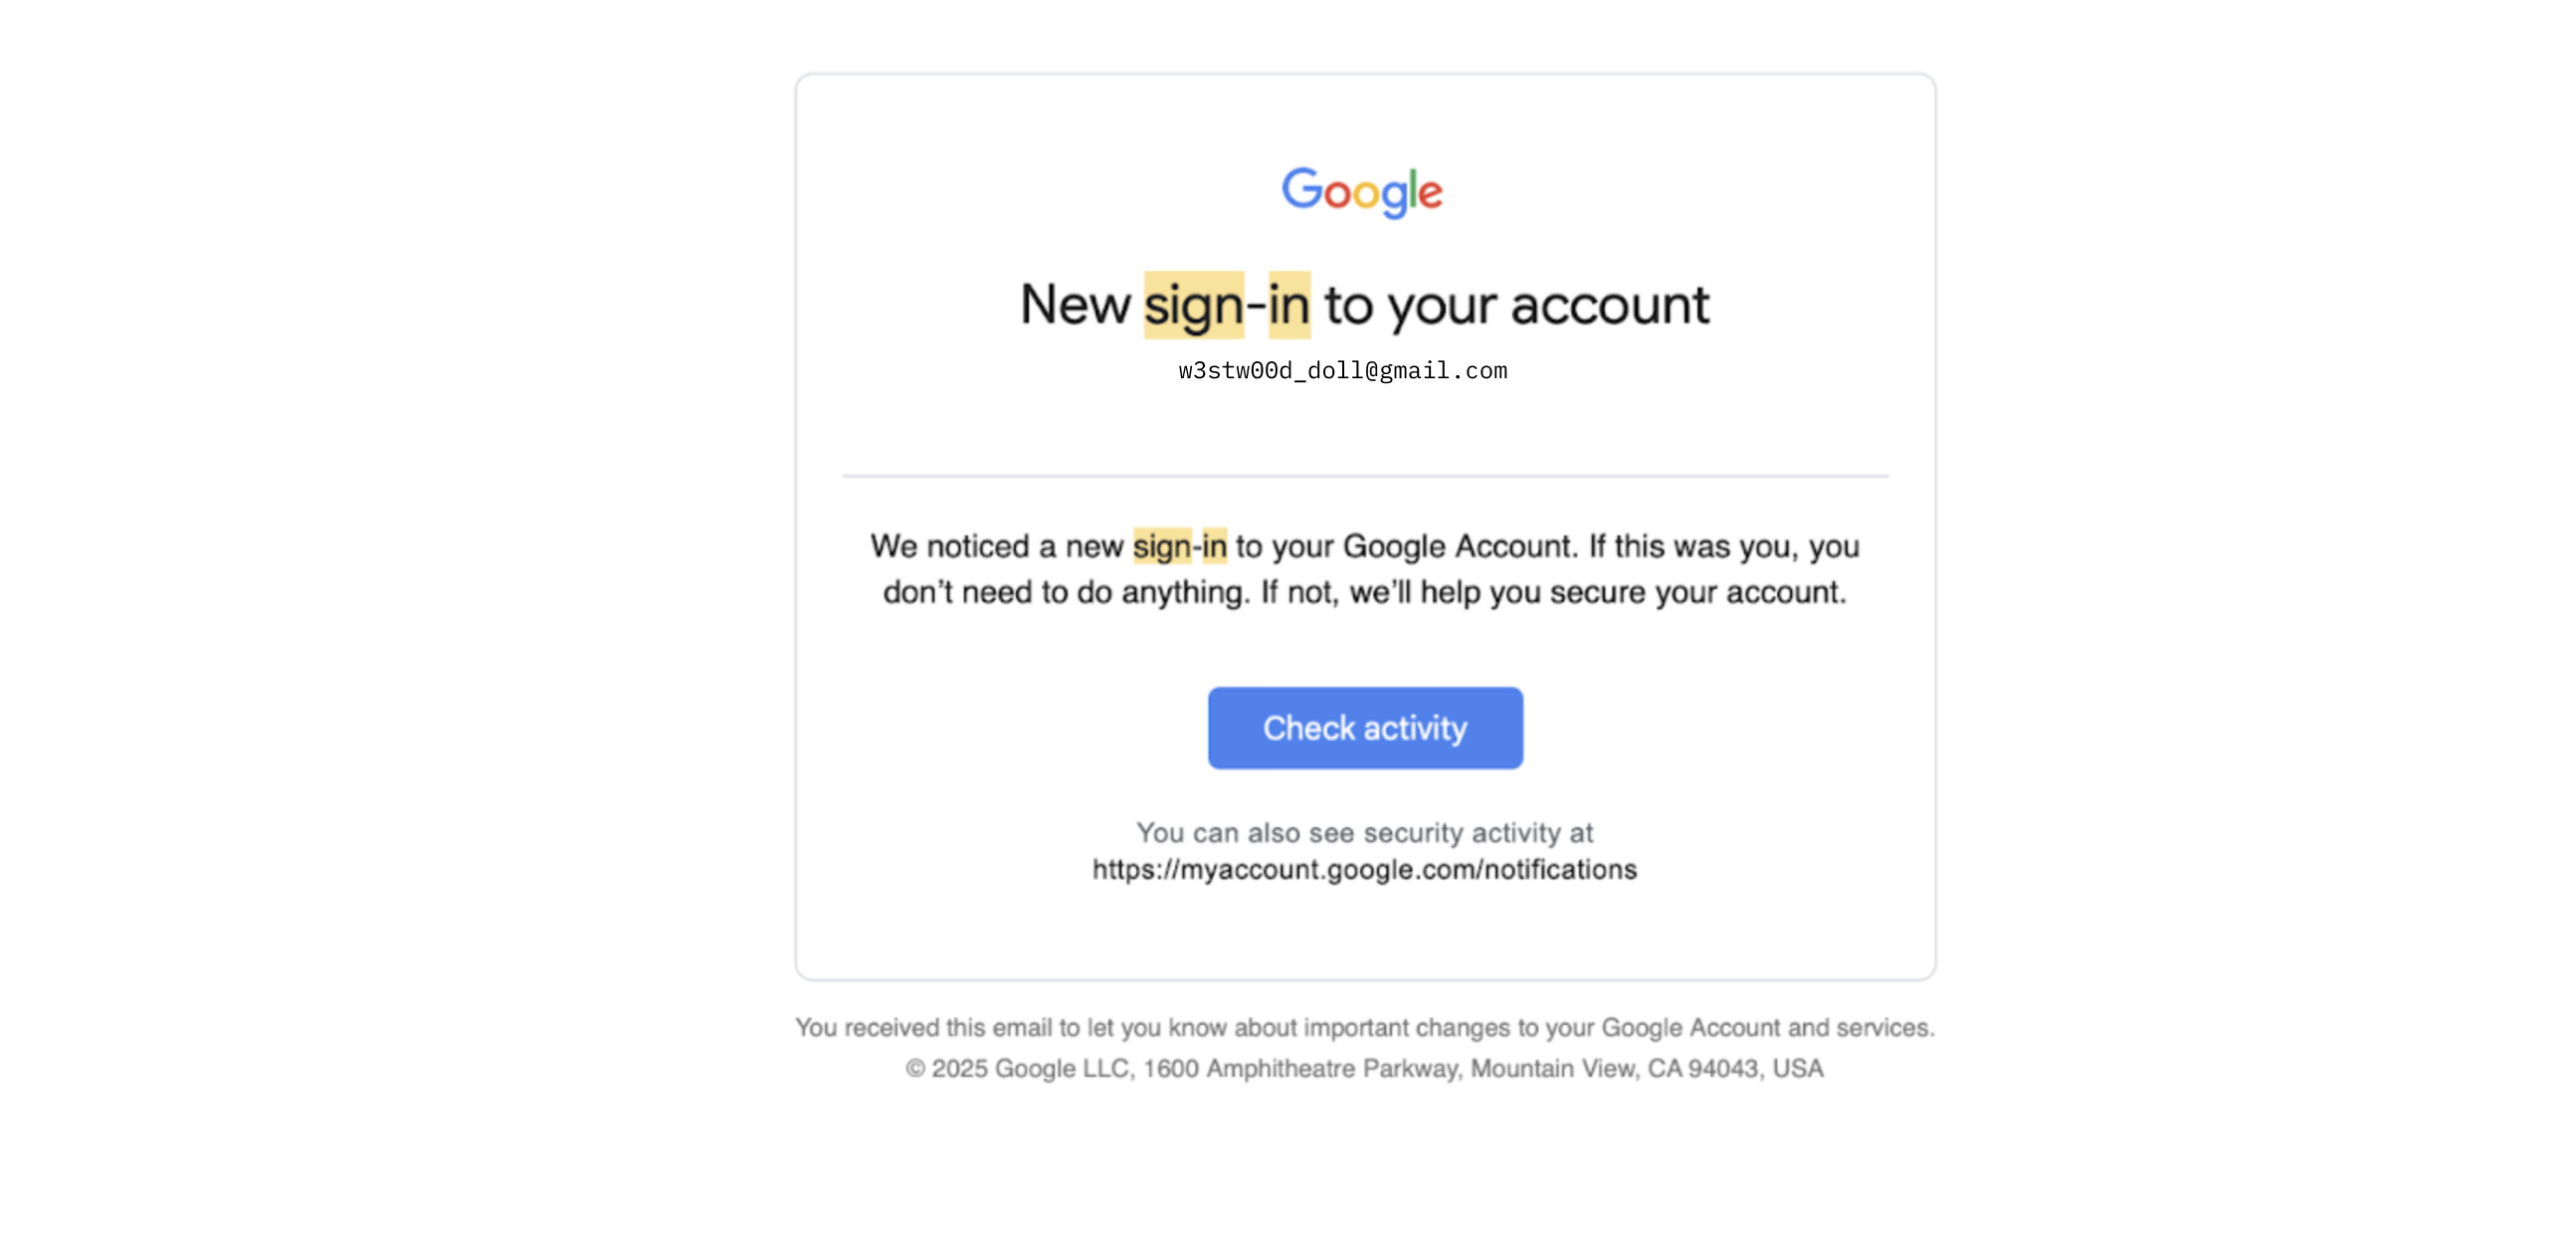 Google
New sign-in to your account
w3stw00d_doll@gmail.com
We noticed a new sign-in to your Google Account. If this was you, you
don’t need to do anything. If not, we’ll help you secure your account.
Check activity
You can also see security activity at
https://myaccount.google.com/notifications
You received this email to let you know about important changes to your Google Account and services.
© 2025 Google LLC, 1600 Amphitheatre Parkway, Mountain View, CA 94043, USA